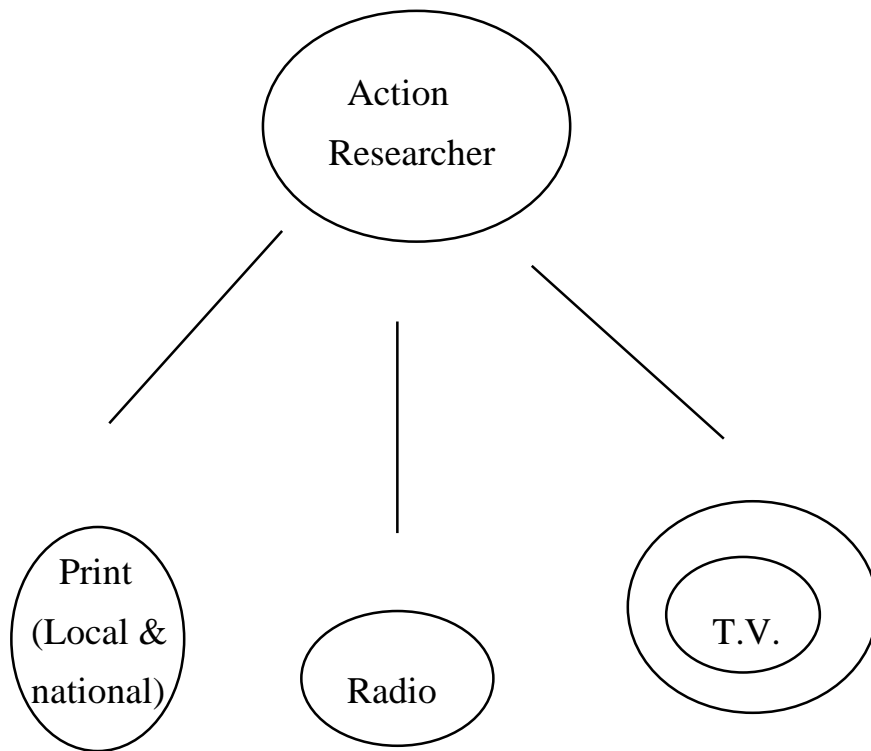 Action
Researcher
Print
(Local &
national)
Radio
T.V.